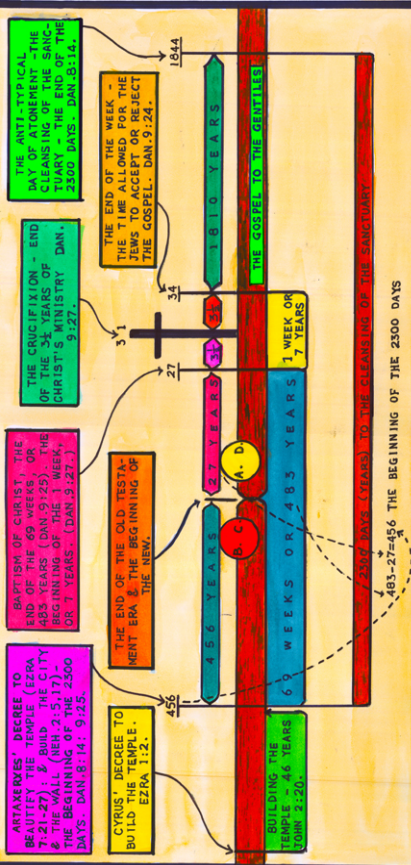 ARTAXERXES' DECREE TO
BEAUTIFY THE TEMPLE (EZRA
7:21-27); & BUILD THE CITY
& THE WALL (NEH. 2:5,17)-
THE BEGINNING OF THE 2300
DAYS. DAN. 8:14; 9:25.
BAPTISM OF CHRIST, THE
END OF THE 69 WEEKS, OR
483 YEARS (DAN. 9:25). THE
BEGINNING OF THE 1 WEEK,
OR 7 YEARS. (DAN. 9:27.)
THE CRUCIFIXION - END
OF THE 3½ YEARS OF
CHRIST'S MINISTRY DAN.
9:27.
THE ANTI-TYPICAL
DAY OF ATONEMENT - THE
CLEANSING OF THE SANC-
TUARY - THE END OF THE
2300 DAYS. DAN. 8:14.
CYRUS' DECREE TO
BUILD THE TEMPLE.
EZRA 1:2.
THE END OF THE OLD TESTA-
MENT ERA & THE BEGINNING OF
THE NEW.
THE END OF THE WEEK -
THE TIME ALLOWED FOR THE
JEWS TO ACCEPT OR REJECT
THE GOSPEL. DAN. 9:24.
456
27
31
34
1844
456 YEARS
27 YEARS
3½
3½
1810 YEARS
B. C.
A. D.
THE GOSPEL TO THE GENTILES
BUILDING THE
TEMPLE - 46 YEARS
JOHN 2:20.
69 WEEKS OR 483 YEARS
1 WEEK OR
7 YEARS
2300 DAYS (YEARS) TO THE CLEANSING OF THE SANCTUARY
483-27=456 THE BEGINNING OF THE 2300 DAYS